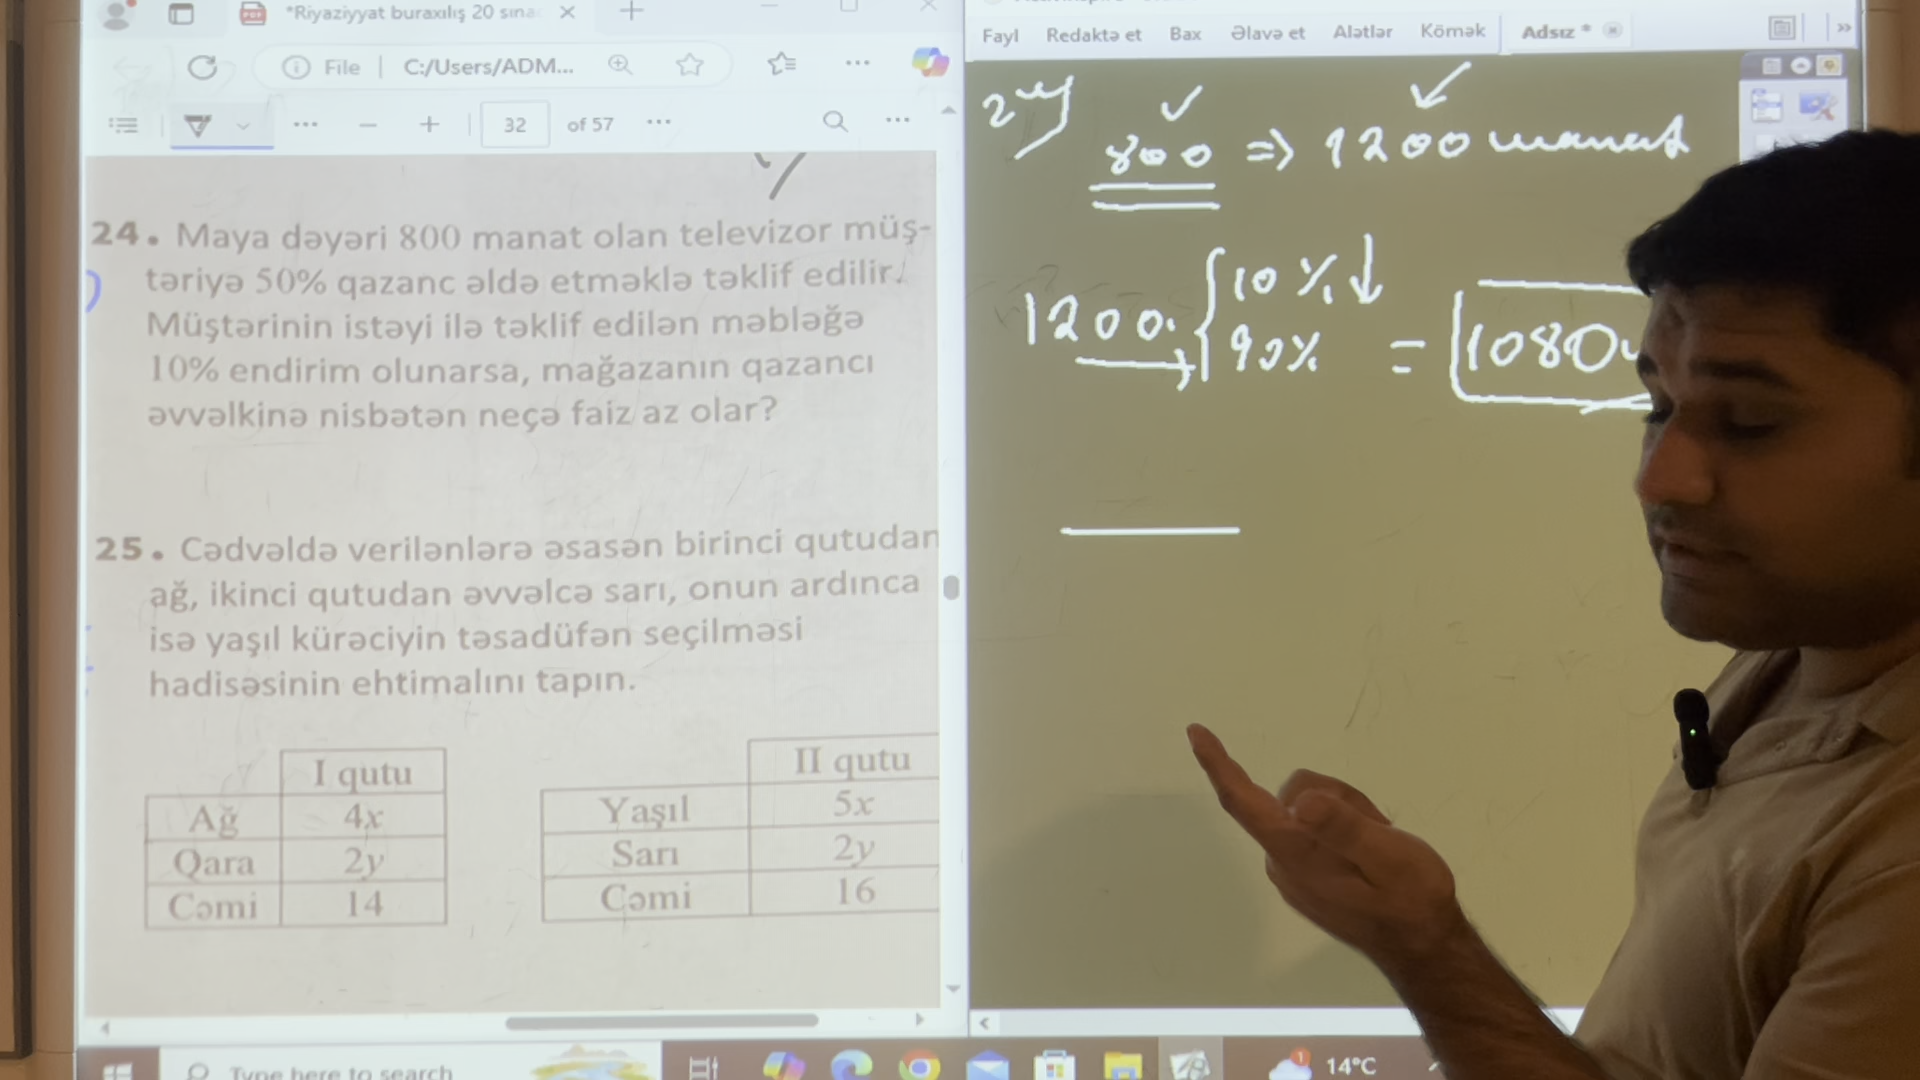 *Riyaziyyat buraxılış 20 sına
File
C:/Users/ADM...
32 of 57
24. Maya dəyəri 800 manat olan televizor müş-
təriyə 50% qazanc əldə etməklə təklif edilir.
Müştərinin istəyi ilə təklif edilən məbləğə
10% endirim olunarsa, mağazanın qazancı
əvvəlkinə nisbətən neçə faiz az olar?
25. Cədvəldə verilənlərə əsasən birinci qutudan
ağ, ikinci qutudan əvvəlcə sarı, onun ardınca
isə yaşıl kürəciyin təsadüfən seçilməsi
hadisəsinin ehtimalını tapın.
I qutu
Ağ 4x
Qara 2y
Cəmi 14
II qutu
Yaşıl 5x
Sarı 2y
Cəmi 16
Fayl Redaktə et Bax Əlavə et Alətlər Kömək Adsız *
24
800 => 1200 manat
10% ↓
1200.
90% = 1080
Type here to search
1
14°C